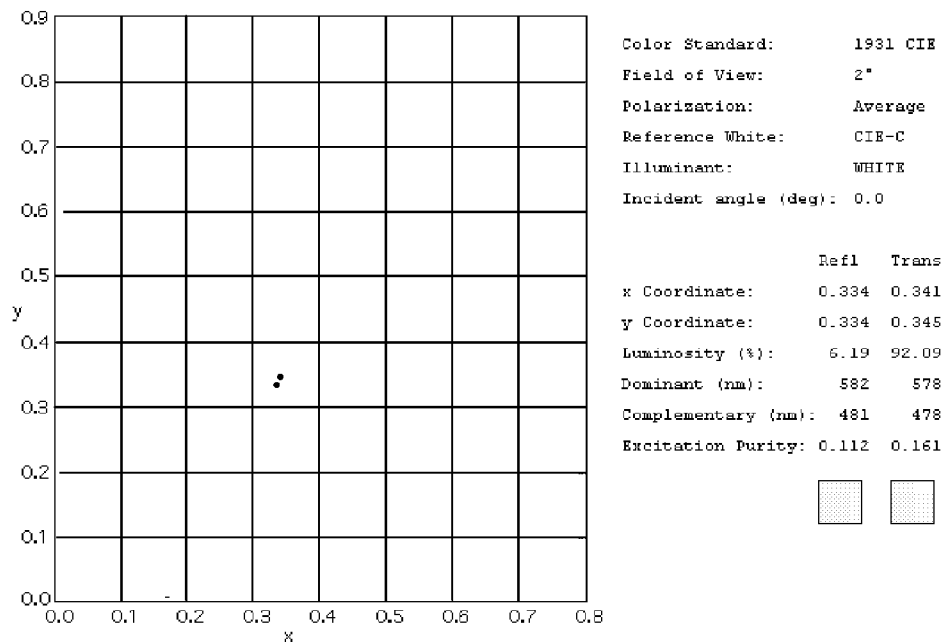 0.9
0.8
0.7
0.6
0.5
y
0.4
0.3
0.2
0.1
0.0
0.0 0.1 0.2 0.3 0.4 0.5 0.6 0.7 0.8
x
Color Standard: 1931 CIE
Field of View: 2°
Polarization: Average
Reference White: CIE-C
Illuminant: WHITE
Incident angle (deg): 0.0
Refl Trans
x Coordinate: 0.334 0.341
y Coordinate: 0.334 0.345
Luminosity (%): 6.19 92.09
Dominant (nm): 582 578
Complementary (nm): 481 478
Excitation Purity: 0.112 0.161